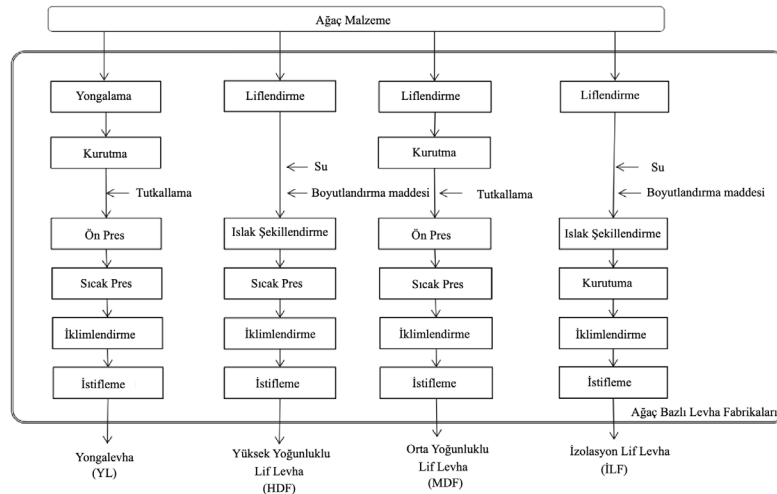 Ağaç Malzeme
Yongalama
Kurutma
Tutkallama
Ön Pres
Sıcak Pres
İklimlendirme
İstifleme
Yongalevha
(YL)
Liflendirme
Su
Boyutlandırma maddesi
Islak Şekillendirme
Sıcak Pres
İklimlendirme
İstifleme
Yüksek Yoğunluklu
Lif Levha
(HDF)
Liflendirme
Kurutma
Tutkallama
Ön Pres
Sıcak Pres
İklimlendirme
İstifleme
Orta Yoğunluklu
Lif Levha
(MDF)
Liflendirme
Su
Boyutlandırma maddesi
Islak Şekillendirme
Kurutuma
İklimlendirme
İstifleme
İzolasyon Lif Levha
(İLF)
Ağaç Bazlı Levha Fabrikaları